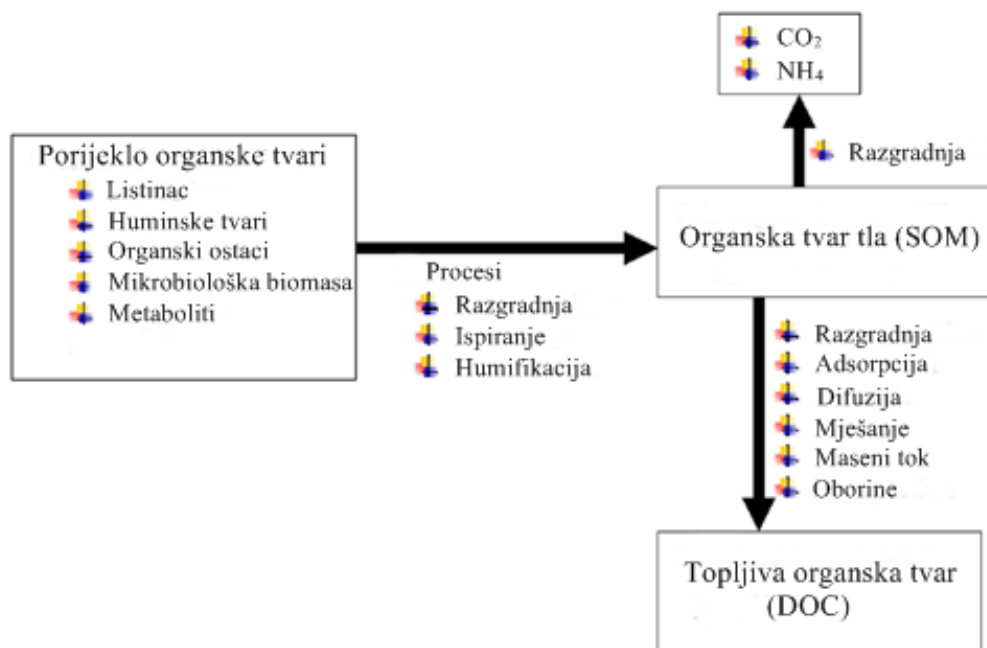 CO₂
NH₄
Razgradnja
Porijeklo organske tvari
Listinac
Huminske tvari
Organski ostaci
Mikrobiološka biomasa
Metaboliti
Organska tvar tla (SOM)
Procesi
Razgradnja
Ispiranje
Humifikacija
Razgradnja
Adsorpcija
Difuzija
Mješanje
Maseni tok
Oborine
Topljiva organska tvar
(DOC)